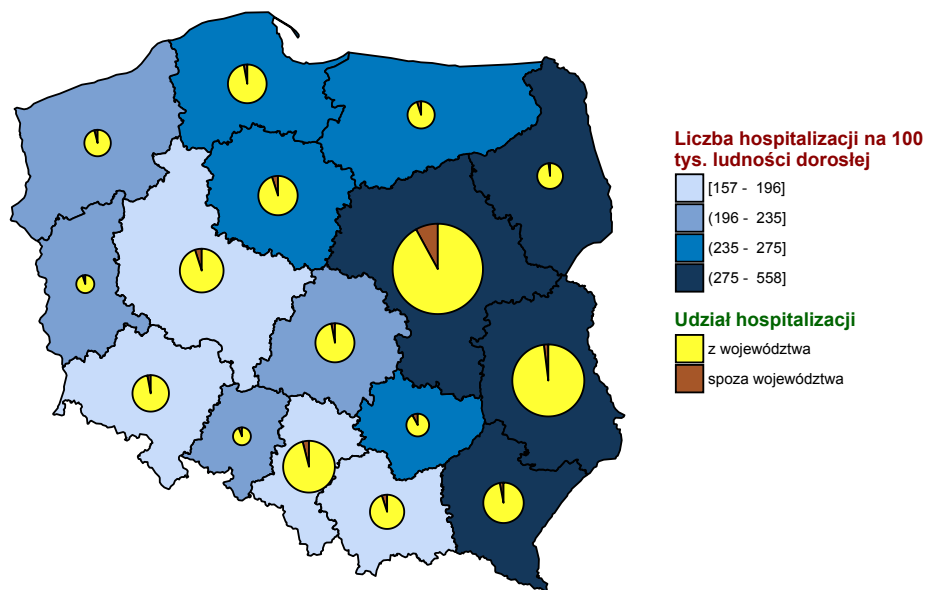 Liczba hospitalizacji na 100
tys. ludności dorosłej
[157 - 196]
(196 - 235]
(235 - 275]
(275 - 558]
Udział hospitalizacji
z województwa
spoza województwa